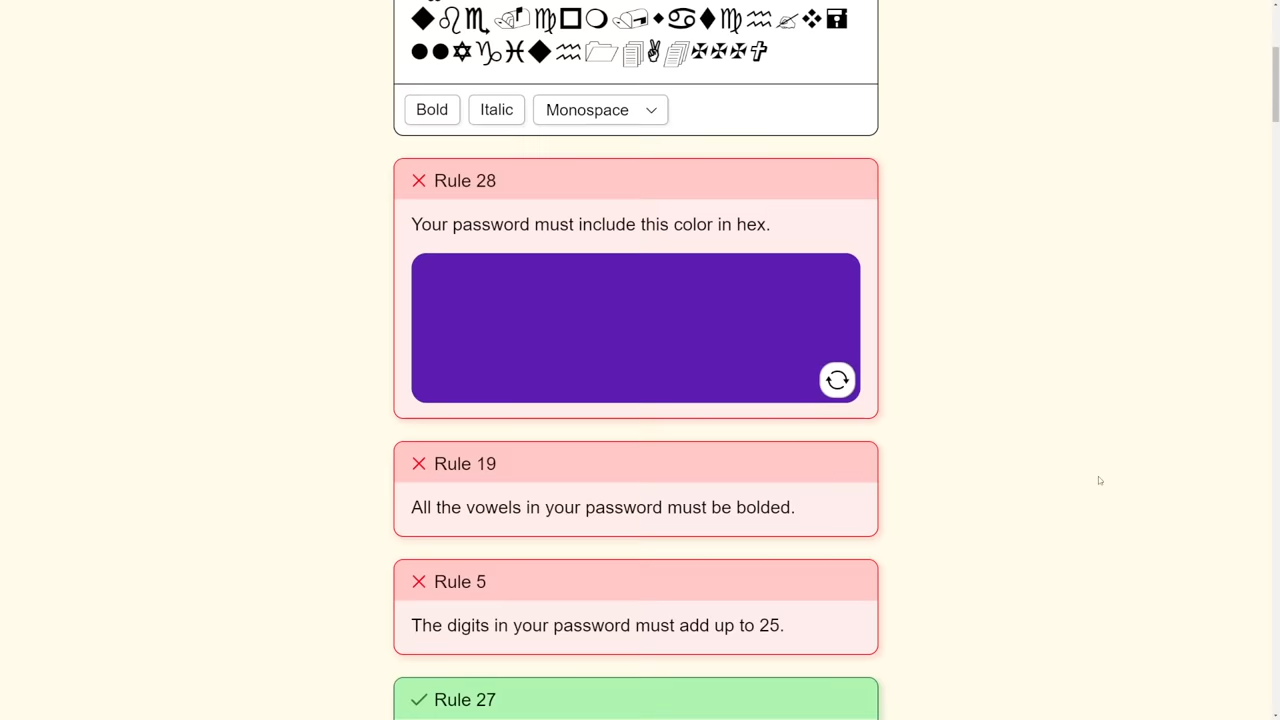 Bold Italic Monospace
Rule 28
Your password must include this color in hex.
Rule 19
All the vowels in your password must be bolded.
Rule 5
The digits in your password must add up to 25.
Rule 27